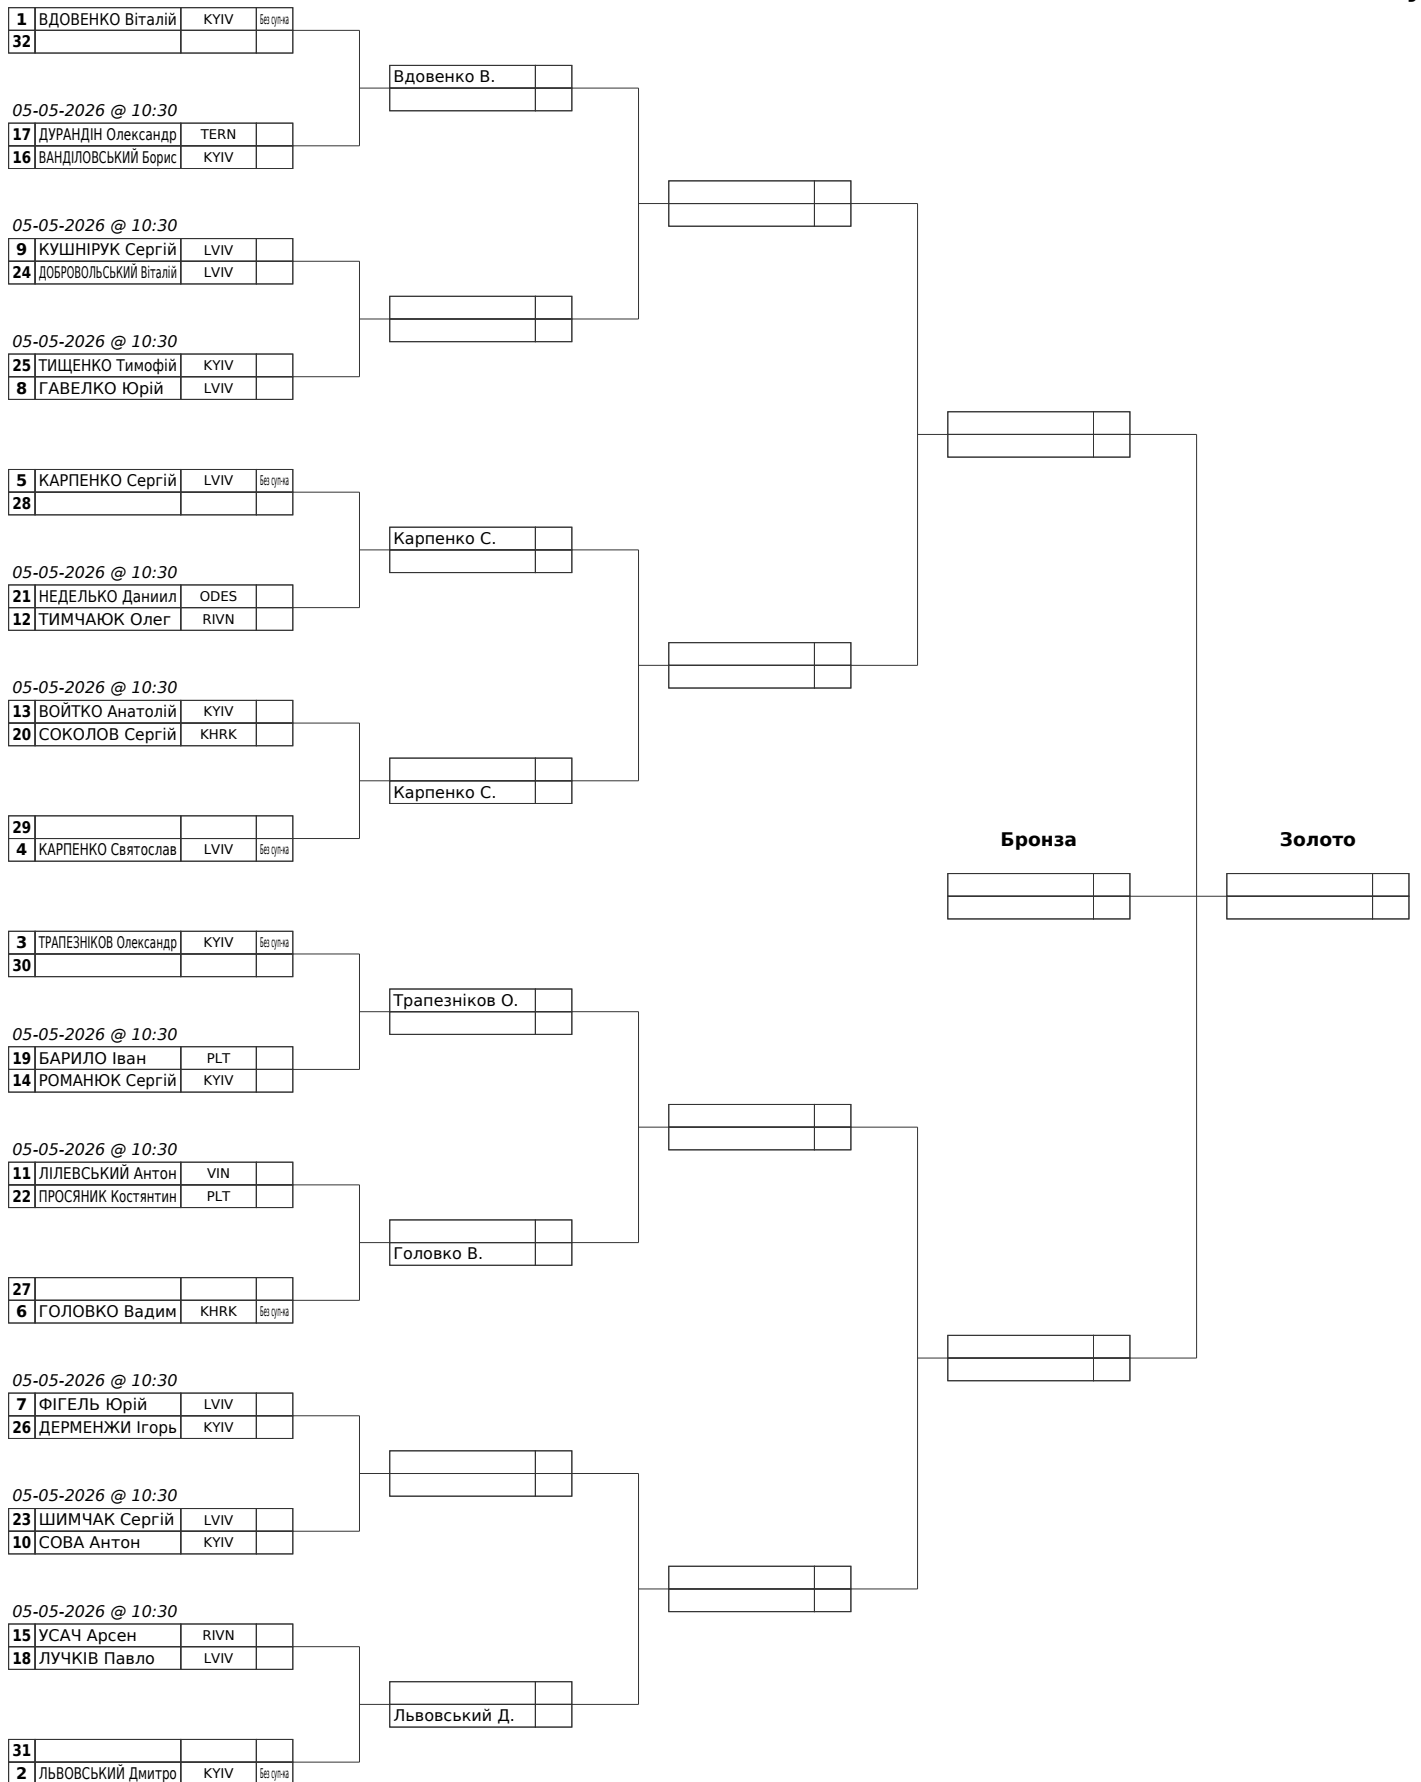 1 ВДОВЕНКО Віталій KYIV Без суп-ка
32
Вдовенко В.
05-05-2026 @ 10:30
17 ДУРАНДІН Олександр TERN
16 ВАНДІЛОВСЬКИЙ Борис KYIV
05-05-2026 @ 10:30
9 КУШНІРУК Сергій LVIV
24 ДОБРОВОЛЬСЬКИЙ Віталій LVIV
05-05-2026 @ 10:30
25 ТИЩЕНКО Тимофій KYIV
8 ГАВЕЛКО Юрій LVIV
5 КАРПЕНКО Сергій LVIV Без суп-ка
28
Карпенко С.
05-05-2026 @ 10:30
21 НЕДЕЛЬКО Даниил ODES
12 ТИМЧАЮК Олег RIVN
05-05-2026 @ 10:30
13 ВОЙТКО Анатолій KYIV
20 СОКОЛОВ Сергій KHRK
Карпенко С.
29
4 КАРПЕНКО Святослав LVIV Без суп-ка
Бронза
Золото
3 ТРАПЕЗНІКОВ Олександр KYIV Без суп-ка
30
Трапезніков О.
05-05-2026 @ 10:30
19 БАРИЛО Іван PLT
14 РОМАНЮК Сергій KYIV
05-05-2026 @ 10:30
11 ЛІЛЕВСЬКИЙ Антон VIN
22 ПРОСЯНИК Костянтин PLT
Головко В.
27
6 ГОЛОВКО Вадим KHRK Без суп-ка
05-05-2026 @ 10:30
7 ФІГЕЛЬ Юрій LVIV
26 ДЕРМЕНЖИ Ігорь KYIV
05-05-2026 @ 10:30
23 ШИМЧАК Сергій LVIV
10 СОВА Антон KYIV
05-05-2026 @ 10:30
15 УСАЧ Арсен RIVN
18 ЛУЧКІВ Павло LVIV
Львовський Д.
31
2 ЛЬВОВСЬКИЙ Дмитро KYIV Без суп-ка